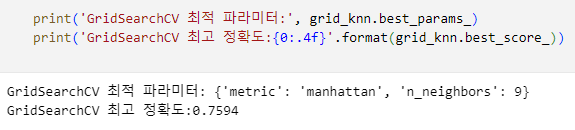 print('GridSearchCV 최적 파라미터:', grid_knn.best_params_)
print('GridSearchCV 최고 정확도:{0:.4f}'.format(grid_knn.best_score_))
GridSearchCV 최적 파라미터: {'metric': 'manhattan', 'n_neighbors': 9}
GridSearchCV 최고 정확도:0.7594